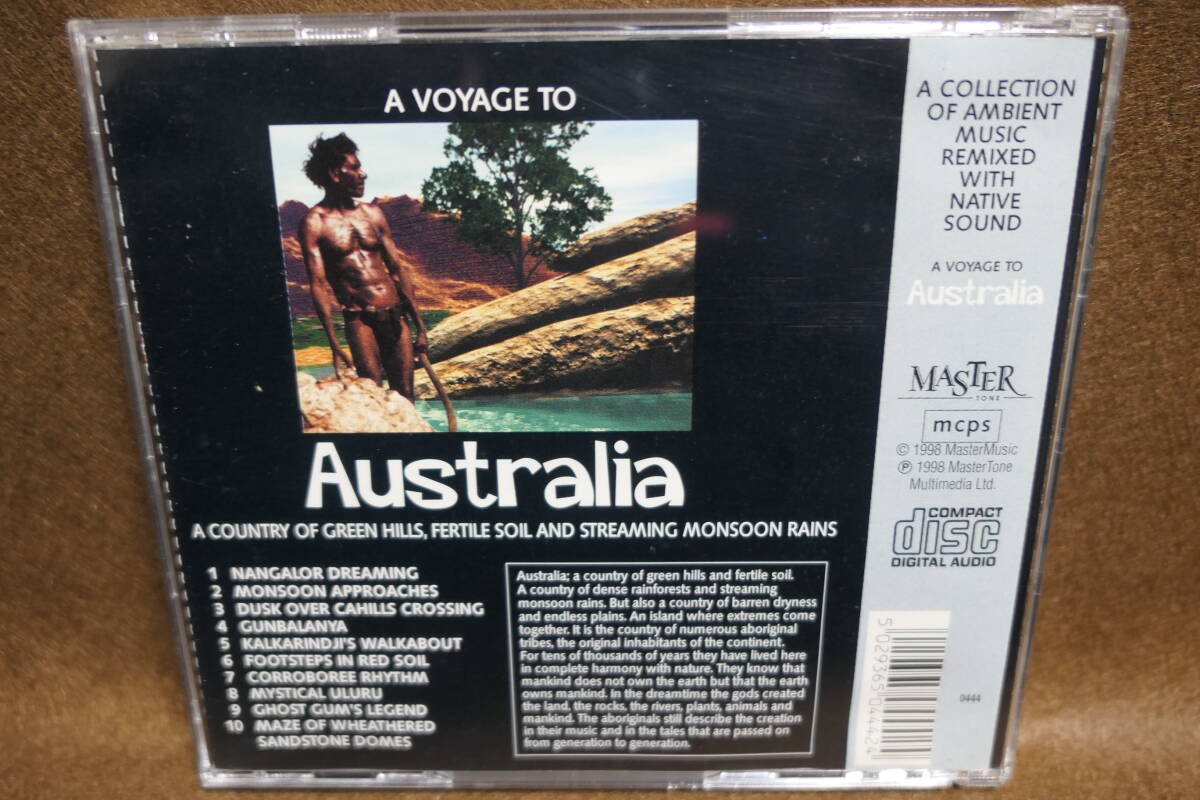 A VOYAGE TO
Australia
A COUNTRY OF GREEN HILLS, FERTILE SOIL AND STREAMING MONSOON RAINS
1 NANGALOR DREAMING
2 MONSOON APPROACHES
3 DUSK OVER CAHILLS CROSSING
4 GUNBALANYA
5 KALKARINDJI'S WALKABOUT
6 FOOTSTEPS IN RED SOIL
7 CORROBOREE RHYTHM
8 MYSTICAL ULURU
9 GHOST GUM'S LEGEND
10 MAZE OF WHEATHERED
SANDSTONE DOMES
Australia; a country of green hills and fertile soil.
A country of dense rainforests and streaming
monsoon rains. But also a country of barren dryness
and endless plains. An island where extremes come
together. It is the country of numerous aboriginal
tribes, the original inhabitants of the continent.
For tens of thousands of years they have lived here
in complete harmony with nature. They know that
mankind does not own the earth but that the earth
owns mankind. In the dreamtime the gods created
the land, the rocks, the rivers, plants, animals and
mankind. The aboriginals still describe the creation
in their music and in the tales that are passed on
from generation to generation.
A COLLECTION
OF AMBIENT
MUSIC
REMIXED
WITH
NATIVE
SOUND
A VOYAGE TO
Australia
MASTER
TONE
mcps
© 1998 MasterMusic
℗ 1998 MasterTone
Multimedia Ltd.
COMPACT
disc
DIGITAL AUDIO
5 029365 044424
0444